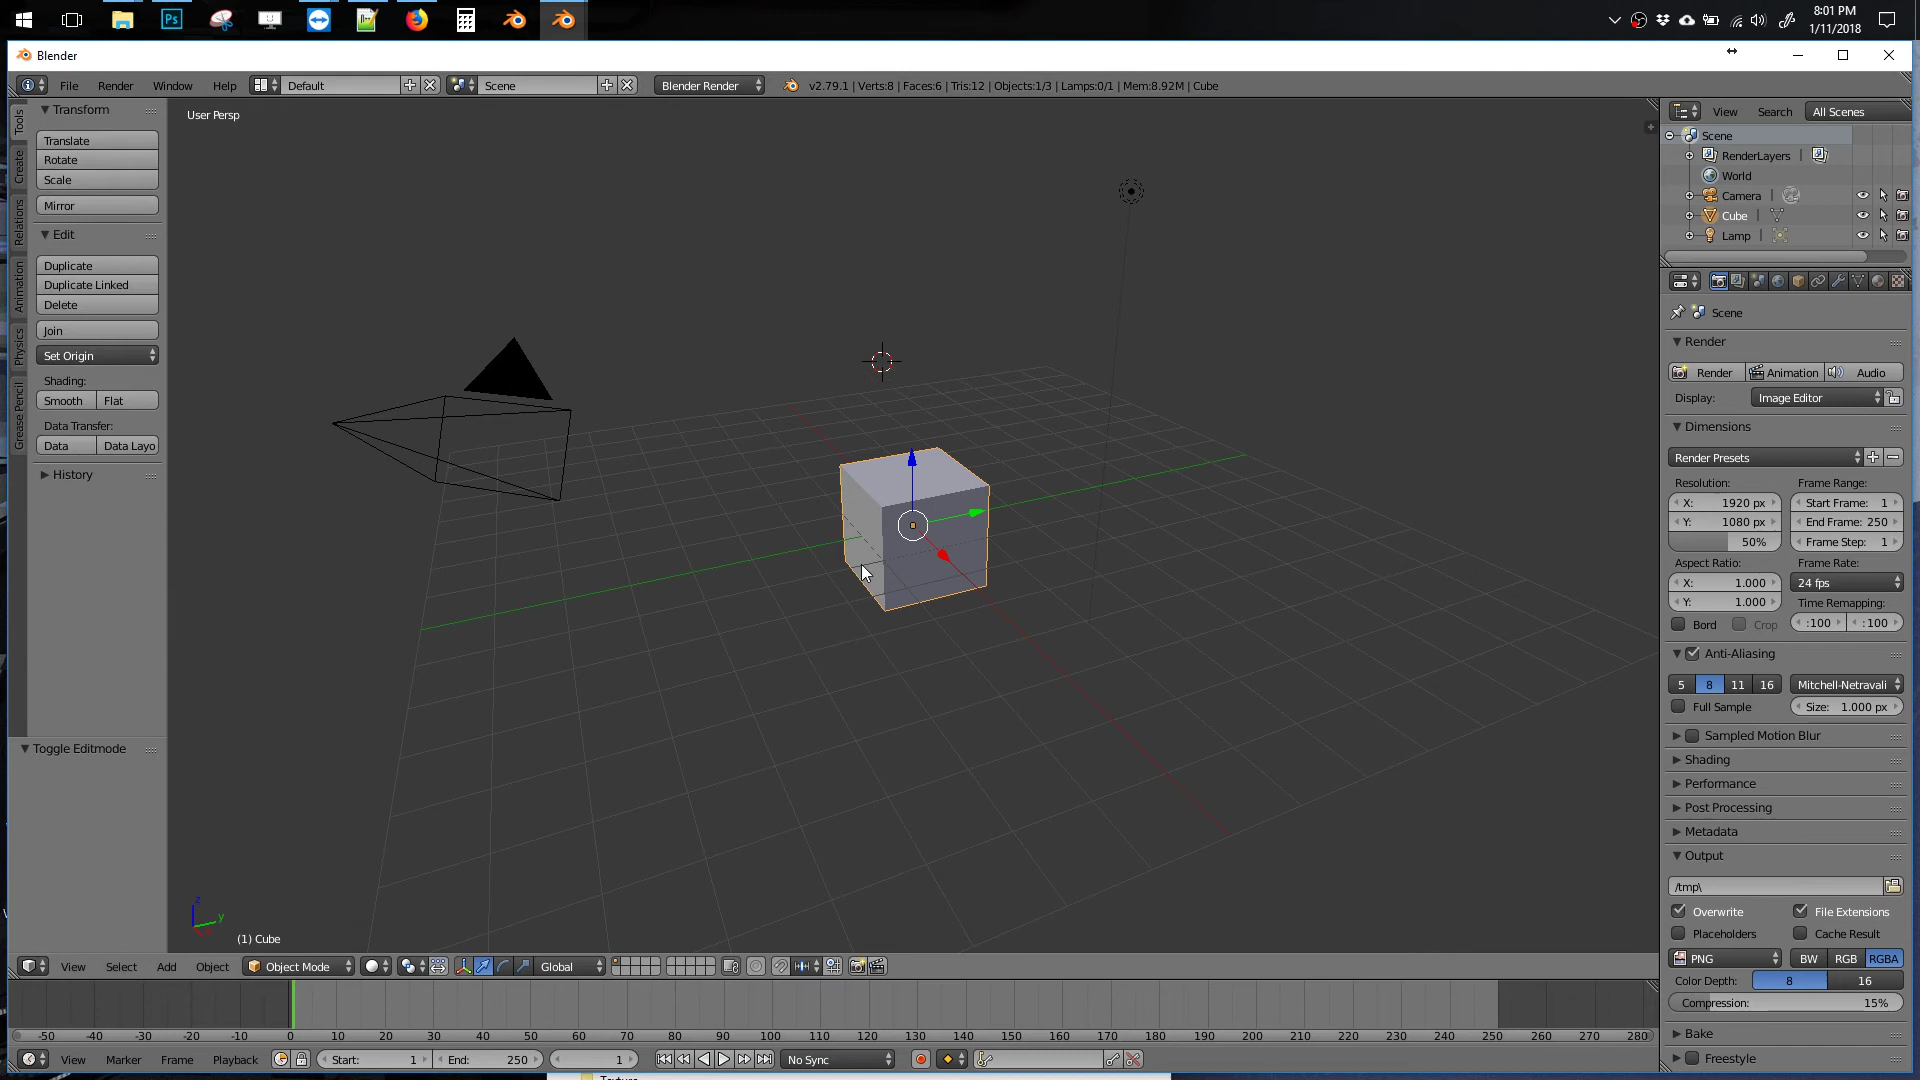 8:01 PM
1/11/2018
Blender
File Render Window Help Default Scene Blender Render v2.79.1 | Verts:8 | Faces:6 | Tris:12 | Objects:1/3 | Lamps:0/1 | Mem:8.92M | Cube
Tools
Create
Relations
Animation
Physics
Grease Pencil
Transform
Translate
Rotate
Scale
Mirror
Edit
Duplicate
Duplicate Linked
Delete
Join
Set Origin
Shading:
Smooth Flat
Data Transfer:
Data Data Layo
History
Toggle Editmode
User Persp
z
y
(1) Cube
View Search All Scenes
Scene
RenderLayers
World
Camera
Cube
Lamp
Scene
Render
Render Animation Audio
Display: Image Editor
Dimensions
Render Presets
Resolution: Frame Range:
X: 1920 px Start Frame: 1
Y: 1080 px End Frame: 250
50% Frame Step: 1
Aspect Ratio: Frame Rate:
X: 1.000 24 fps
Y: 1.000 Time Remapping:
Bord Crop :100 :100
Anti-Aliasing
5 8 11 16 Mitchell-Netravali
Full Sample Size: 1.000 px
Sampled Motion Blur
Shading
Performance
Post Processing
Metadata
Output
/tmp\
Overwrite File Extensions
Placeholders Cache Result
PNG BW RGB RGBA
Color Depth: 8 16
Compression: 15%
Bake
Freestyle
View Select Add Object Object Mode Global
-50 -40 -30 -20 -10 0 10 20 30 40 50 60 70 80 90 100 110 120 130 140 150 160 170 180 190 200 210 220 230 240 250 260 270 280
View Marker Frame Playback Start: 1 End: 250 1 No Sync